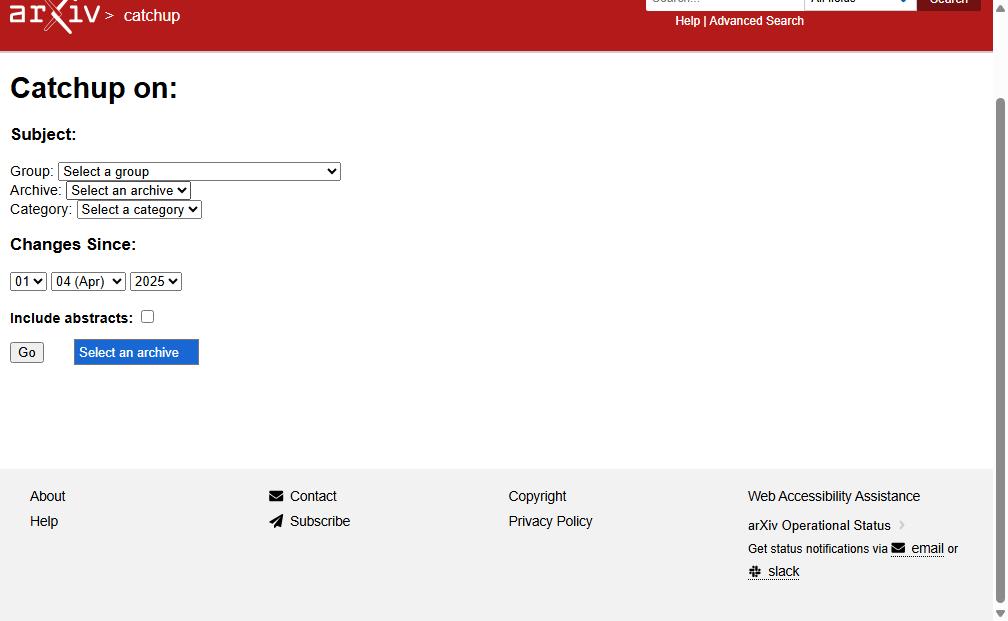 arXiv > catchup
Search... All fields Search
Help | Advanced Search
Catchup on:
Subject:
Group: Select a group
Archive: Select an archive
Category: Select a category
Changes Since:
01 04 (Apr) 2025
Include abstracts:
Go Select an archive
About
Help
Contact
Subscribe
Copyright
Privacy Policy
Web Accessibility Assistance
arXiv Operational Status
Get status notifications via email or
slack